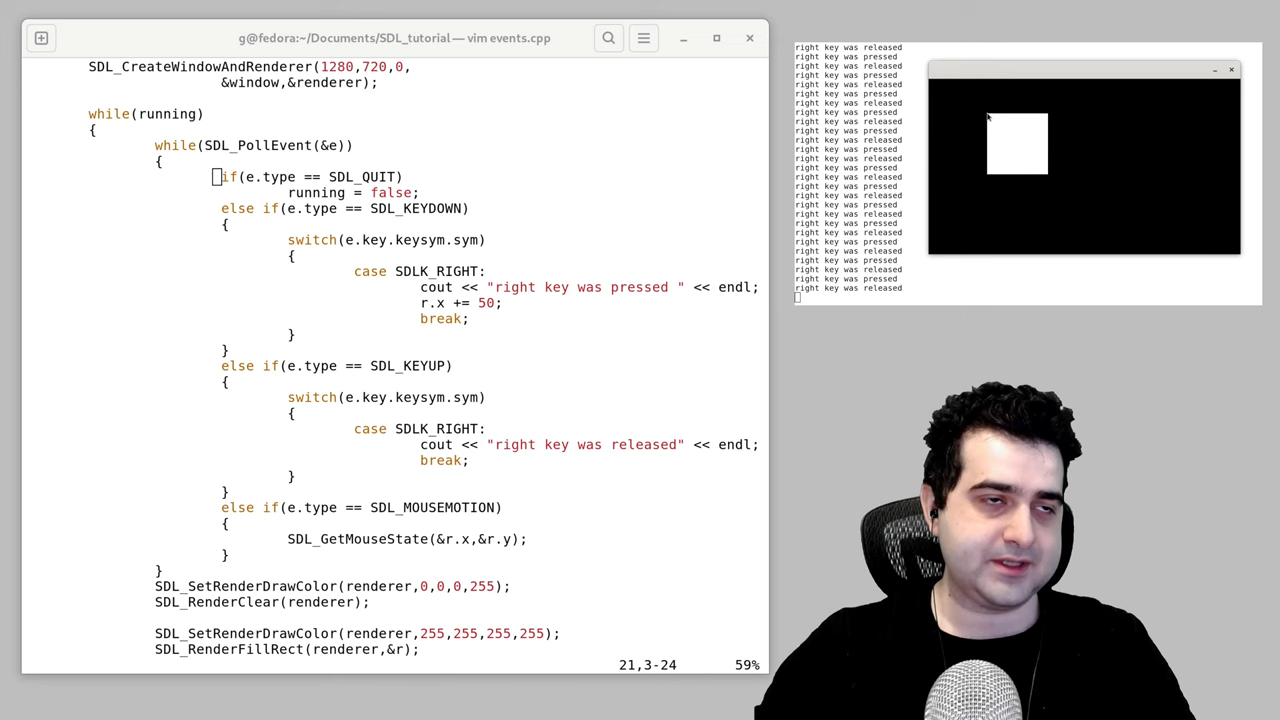 g@fedora:~/Documents/SDL_tutorial — vim events.cpp
SDL_CreateWindowAndRenderer(1280,720,0,
&window,&renderer);
while(running)
{
while(SDL_PollEvent(&e))
{
if(e.type == SDL_QUIT)
running = false;
else if(e.type == SDL_KEYDOWN)
{
switch(e.key.keysym.sym)
{
case SDLK_RIGHT:
cout << "right key was pressed " << endl;
r.x += 50;
break;
}
}
else if(e.type == SDL_KEYUP)
{
switch(e.key.keysym.sym)
{
case SDLK_RIGHT:
cout << "right key was released" << endl;
break;
}
}
else if(e.type == SDL_MOUSEMOTION)
{
SDL_GetMouseState(&r.x,&r.y);
}
}
SDL_SetRenderDrawColor(renderer,0,0,0,255);
SDL_RenderClear(renderer);
SDL_SetRenderDrawColor(renderer,255,255,255,255);
SDL_RenderFillRect(renderer,&r);
21,3-24 59%
right key was released
right key was pressed
right key was released
right key was pressed
right key was released
right key was pressed
right key was released
right key was pressed
right key was released
right key was pressed
right key was released
right key was pressed
right key was released
right key was pressed
right key was released
right key was pressed
right key was released
right key was pressed
right key was released
right key was pressed
right key was released
right key was pressed
right key was released
right key was pressed
right key was released
right key was pressed
right key was released